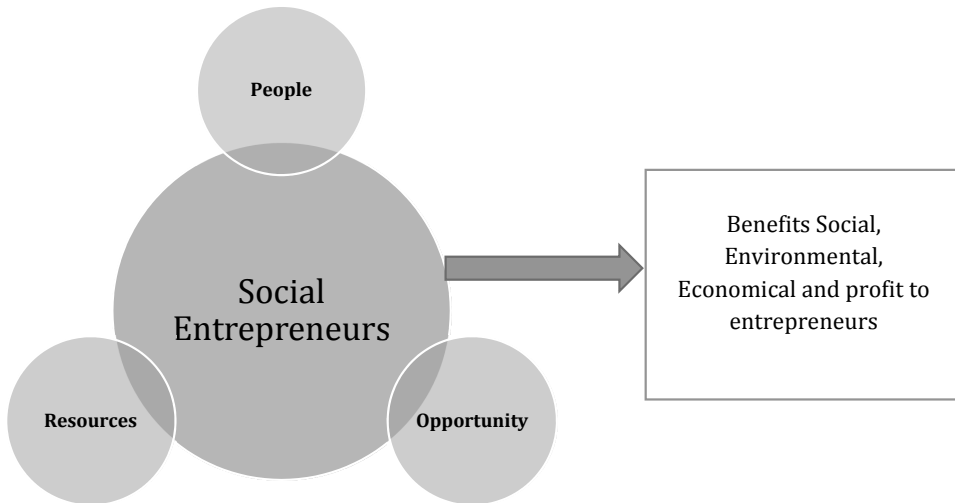 People
Social
Entrepreneurs
Resources
Opportunity
Benefits Social,
Environmental,
Economical and profit to
entrepreneurs